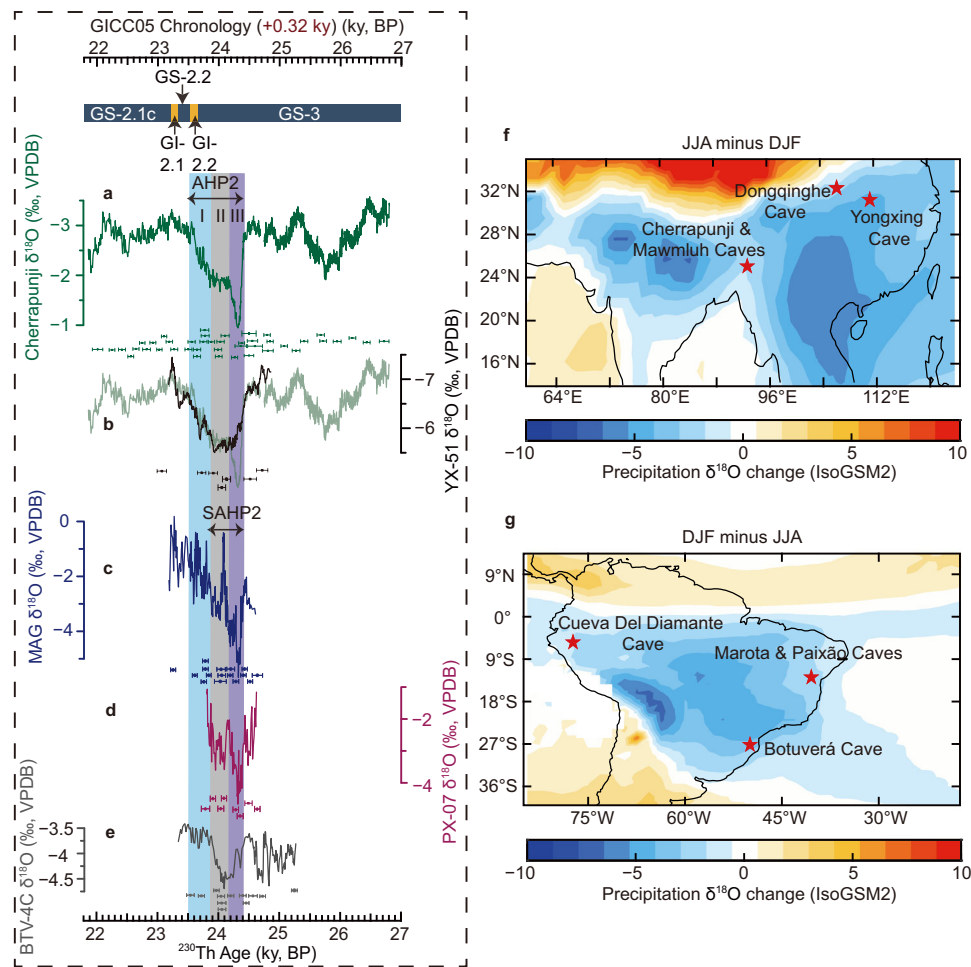 GICC05 Chronology (+0.32 ky) (ky, BP)
22 23 24 25 26 27
GS-2.2
GS-2.1c
GS-3
GI-2.1
GI-2.2
a
AHP2
I II III
Cherrapunji δ18O (‰, VPDB)
−3
−2
−1
b
−7
−6
YX-51 δ18O (‰, VPDB)
SAHP2
c
MAG δ18O (‰, VPDB)
0
−2
−4
d
−2
−4
PX-07 δ18O (‰, VPDB)
e
BTV-4C δ18O (‰, VPDB)
−3.5
−4
−4.5
22 23 24 25 26 27
230Th Age (ky, BP)
f
JJA minus DJF
32°N
28°N
24°N
20°N
16°N
Dongqinghe
Cave
Yongxing
Cave
Cherrapunji &
Mawmluh Caves
64°E 80°E 96°E 112°E
−10 −5 0 5 10
Precipitation δ18O change (IsoGSM2)
g
DJF minus JJA
9°N
0°
9°S
18°S
27°S
36°S
Cueva Del Diamante
Cave
Marota & Paixão Caves
Botuverá Cave
75°W 60°W 45°W 30°W
−10 −5 0 5 10
Precipitation δ18O change (IsoGSM2)